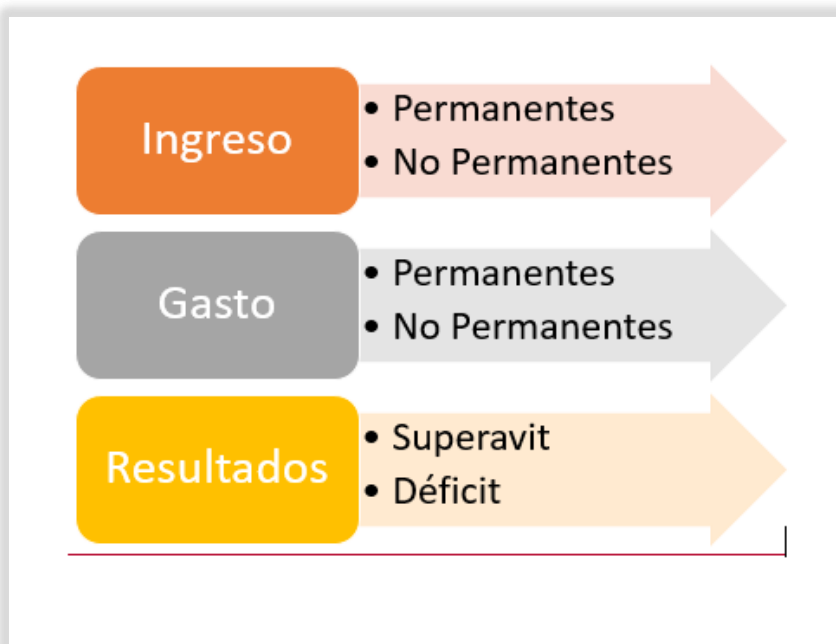 Ingreso
• Permanentes
• No Permanentes
Gasto
• Permanentes
• No Permanentes
Resultados
• Superavit
• Déficit